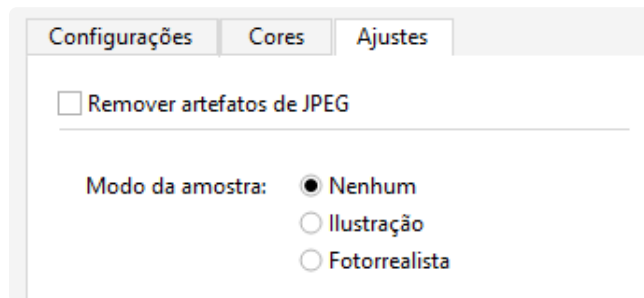 Configurações Cores Ajustes
Remover artefatos de JPEG
Modo da amostra: Nenhum
Ilustração
Fotorrealista